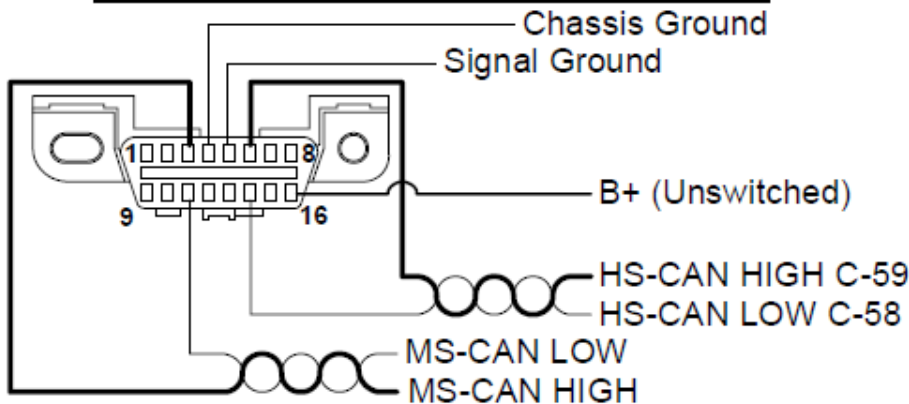 Chassis Ground
Signal Ground
1 8
9 16
B+ (Unswitched)
HS-CAN HIGH C-59
HS-CAN LOW C-58
MS-CAN LOW
MS-CAN HIGH